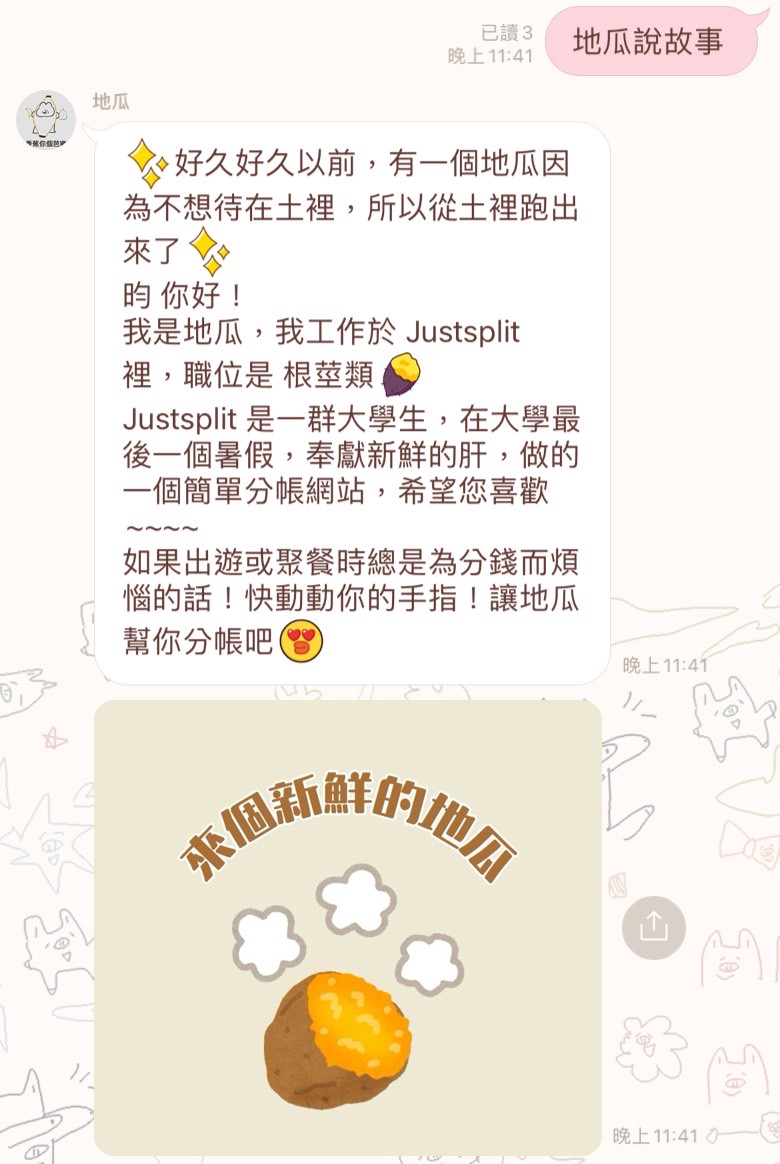 已讀 3
晚上 11:41
地瓜說故事
地瓜
好久好久以前，有一個地瓜因
為不想待在土裡，所以從土裡跑出
來了
昀 你好！
我是地瓜，我工作於 Justsplit
裡，職位是 根莖類
Justsplit 是一群大學生，在大學最
後一個暑假，奉獻新鮮的肝，做的
一個簡單分帳網站，希望您喜歡
~~~~
如果出遊或聚餐時總是為分錢而煩
惱的話！快動動你的手指！讓地瓜
幫你分帳吧
晚上 11:41
來個新鮮的地瓜
晚上 11:41